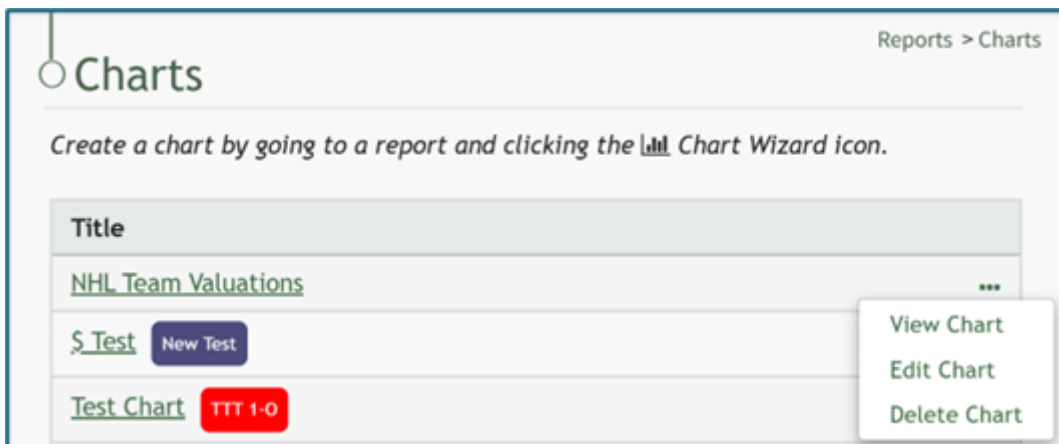 Reports > Charts
Charts
Create a chart by going to a report and clicking the Chart Wizard icon.
Title
NHL Team Valuations
$ Test New Test
Test Chart TTT 1-O
View Chart
Edit Chart
Delete Chart